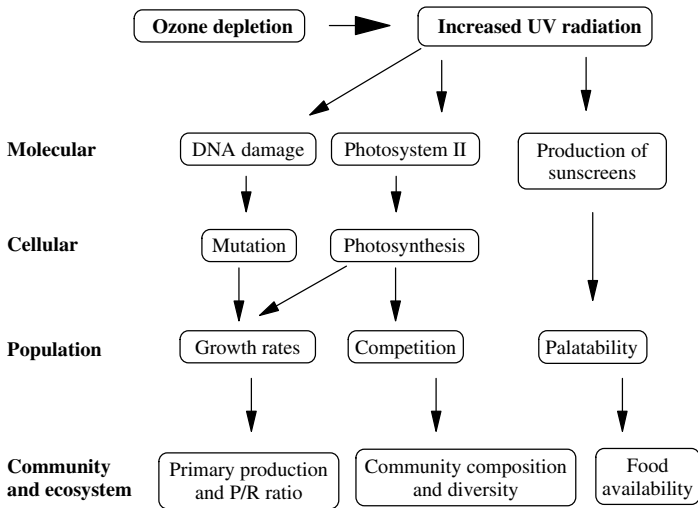 Ozone depletion
Increased UV radiation
Molecular
DNA damage
Photosystem II
Production of
sunscreens
Cellular
Mutation
Photosynthesis
Population
Growth rates
Competition
Palatability
Community
and ecosystem
Primary production
and P/R ratio
Community composition
and diversity
Food
availability